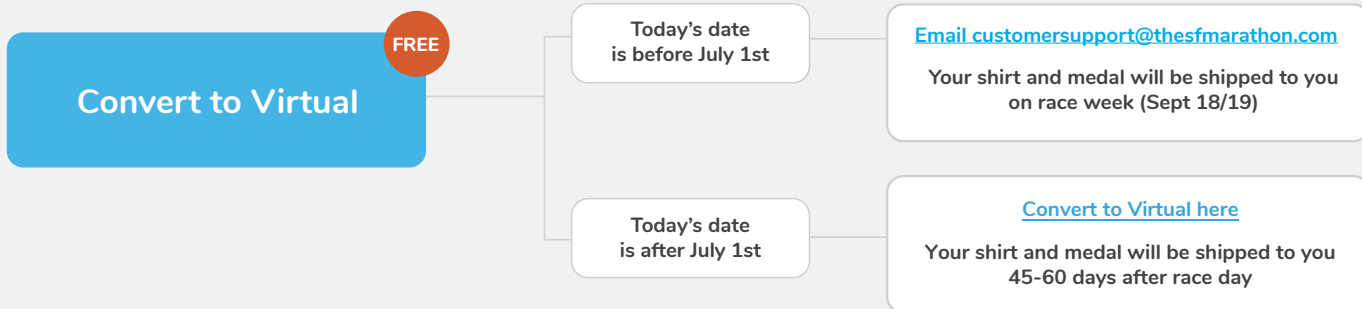 FREE
Convert to Virtual
Today’s date
is before July 1st
Email customersupport@thesfmarathon.com
Your shirt and medal will be shipped to you
on race week (Sept 18/19)
Today’s date
is after July 1st
Convert to Virtual here
Your shirt and medal will be shipped to you
45-60 days after race day